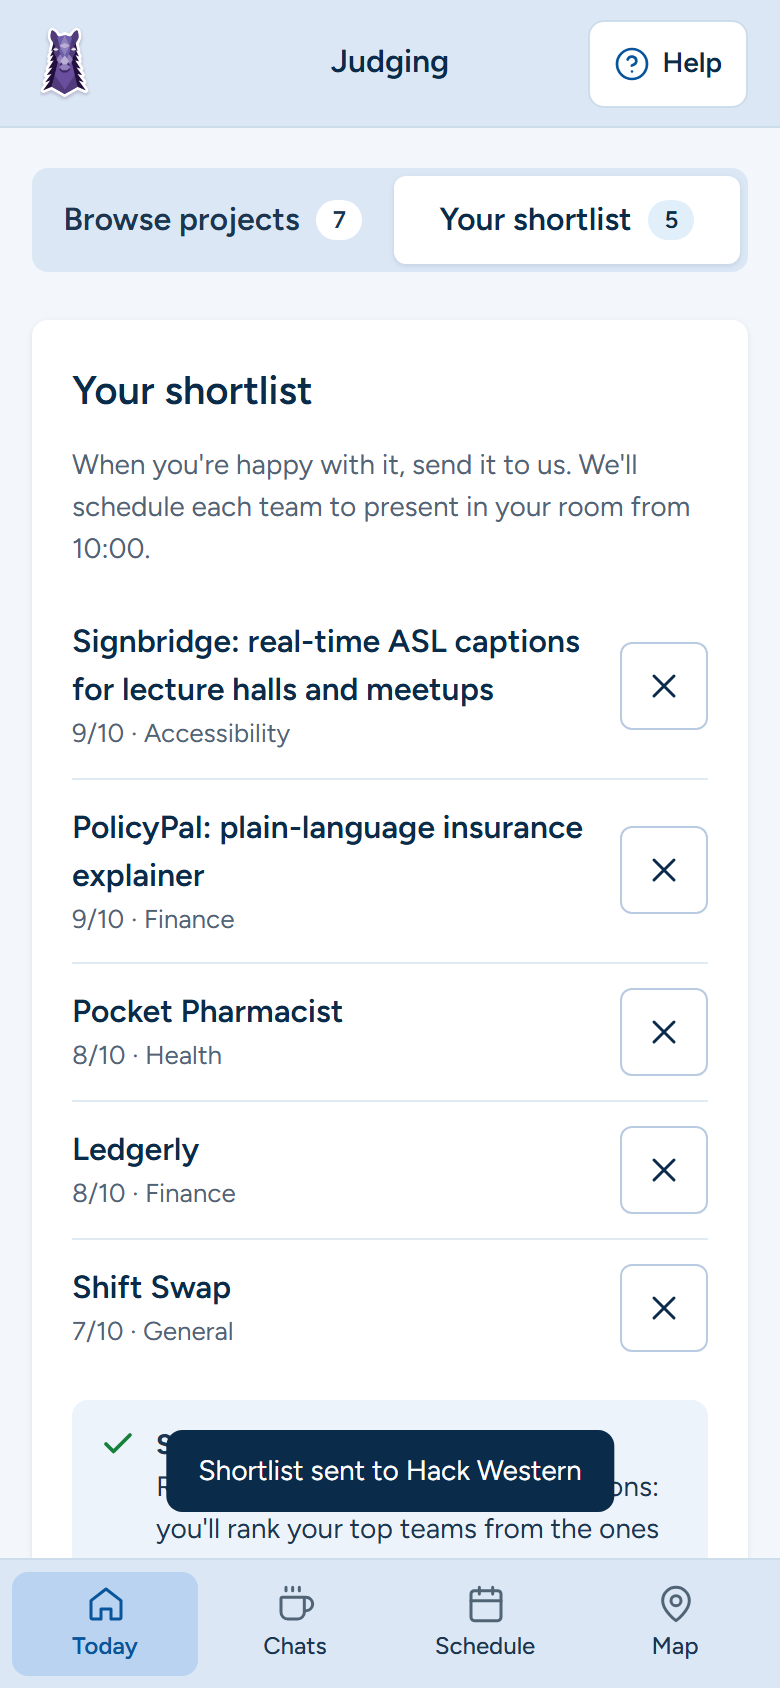 Judging
Help
Browse projects 7
Your shortlist 5
Your shortlist
When you're happy with it, send it to us. We'll
schedule each team to present in your room from
10:00.
Signbridge: real-time ASL captions
for lecture halls and meetups
9/10 · Accessibility
PolicyPal: plain-language insurance
explainer
9/10 · Finance
Pocket Pharmacist
8/10 · Health
Ledgerly
8/10 · Finance
Shift Swap
7/10 · General
Shortlist sent to Hack Western
you'll rank your top teams from the ones
Today
Chats
Schedule
Map